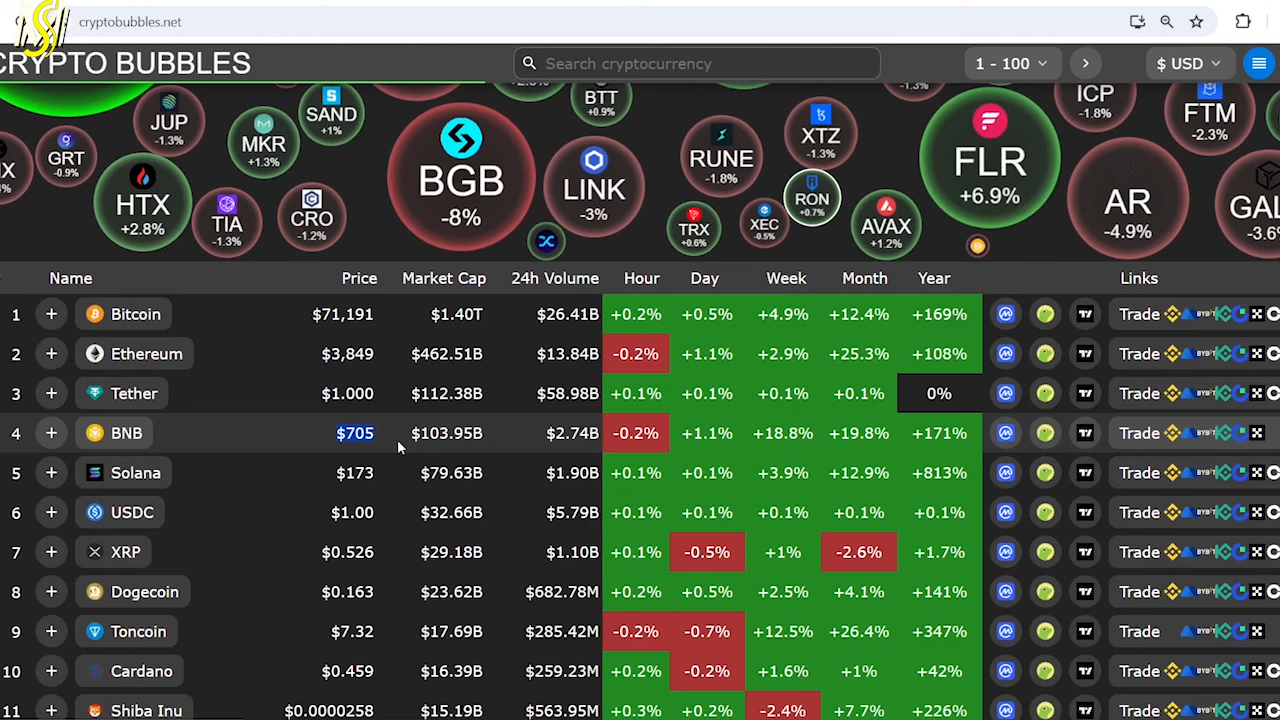 cryptobubbles.net
CRYPTO BUBBLES
Search cryptocurrency
1 - 100
$ USD
JUP
-1.3%
GRT
-0.9%
HTX
+2.8%
MKR
+1.3%
TIA
-1.3%
SAND
+1%
CRO
-1.2%
BGB
-8%
BTT
+0.9%
LINK
-3%
RUNE
-1.8%
TRX
+0.6%
XTZ
-1.3%
RON
+0.7%
XEC
-0.5%
AVAX
+1.2%
-1.3%
FLR
+6.9%
ICP
-1.8%
AR
-4.9%
FTM
-2.3%
GAL
-3.6%
Name Price Market Cap 24h Volume Hour Day Week Month Year Links
1 Bitcoin $71,191 $1.40T $26.41B +0.2% +0.5% +4.9% +12.4% +169% Trade
2 Ethereum $3,849 $462.51B $13.84B -0.2% +1.1% +2.9% +25.3% +108% Trade
3 Tether $1.000 $112.38B $58.98B +0.1% +0.1% +0.1% +0.1% 0% Trade
4 BNB $705 $103.95B $2.74B -0.2% +1.1% +18.8% +19.8% +171% Trade
5 Solana $173 $79.63B $1.90B +0.1% +0.1% +3.9% +12.9% +813% Trade
6 USDC $1.00 $32.66B $5.79B +0.1% +0.1% +0.1% +0.1% +0.1% Trade
7 XRP $0.526 $29.18B $1.10B +0.1% -0.5% +1% -2.6% +1.7% Trade
8 Dogecoin $0.163 $23.62B $682.78M +0.2% +0.5% +2.5% +4.1% +141% Trade
9 Toncoin $7.32 $17.69B $285.42M -0.2% -0.7% +12.5% +26.4% +347% Trade
10 Cardano $0.459 $16.39B $259.23M +0.2% -0.2% +1.6% +1% +42% Trade
11 Shiba Inu $0.0000258 $15.19B $563.95M +0.3% +0.2% -2.4% +7.7% +226% Trade